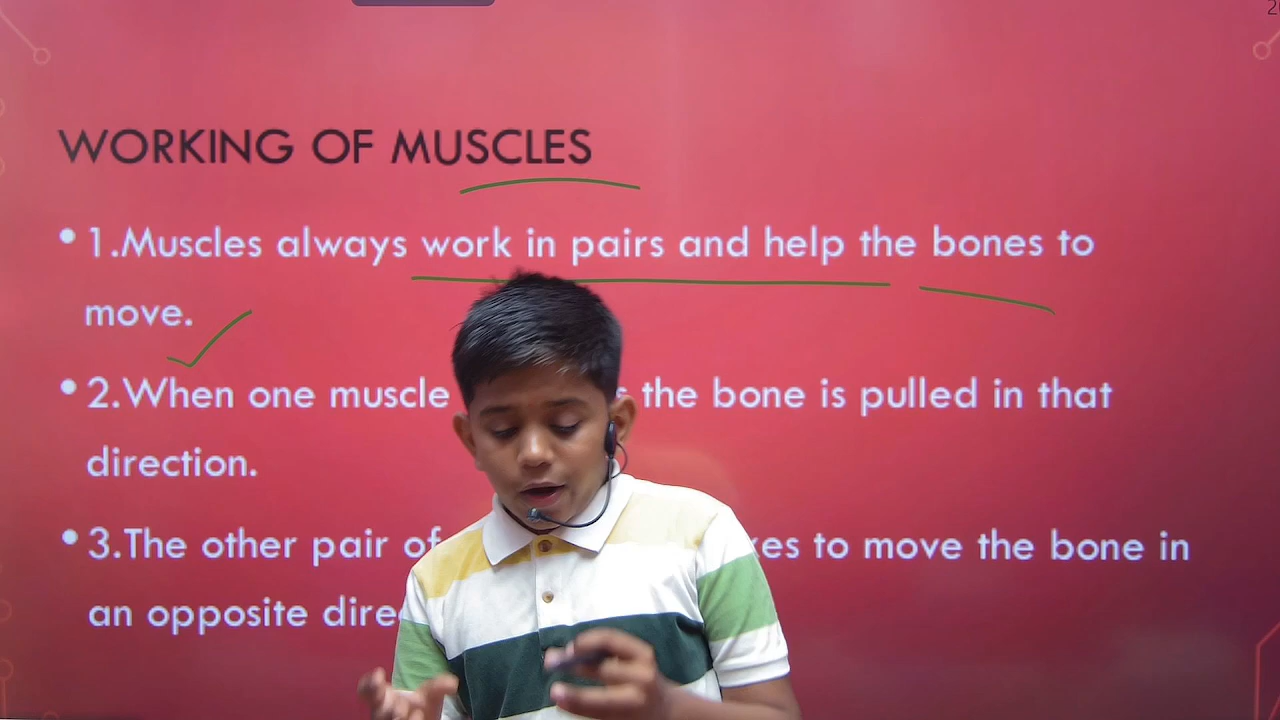 WORKING OF MUSCLES
1.Muscles always work in pairs and help the bones to
move.
2.When one muscle the bone is pulled in that
direction.
3.The other pair of to move the bone in
an opposite